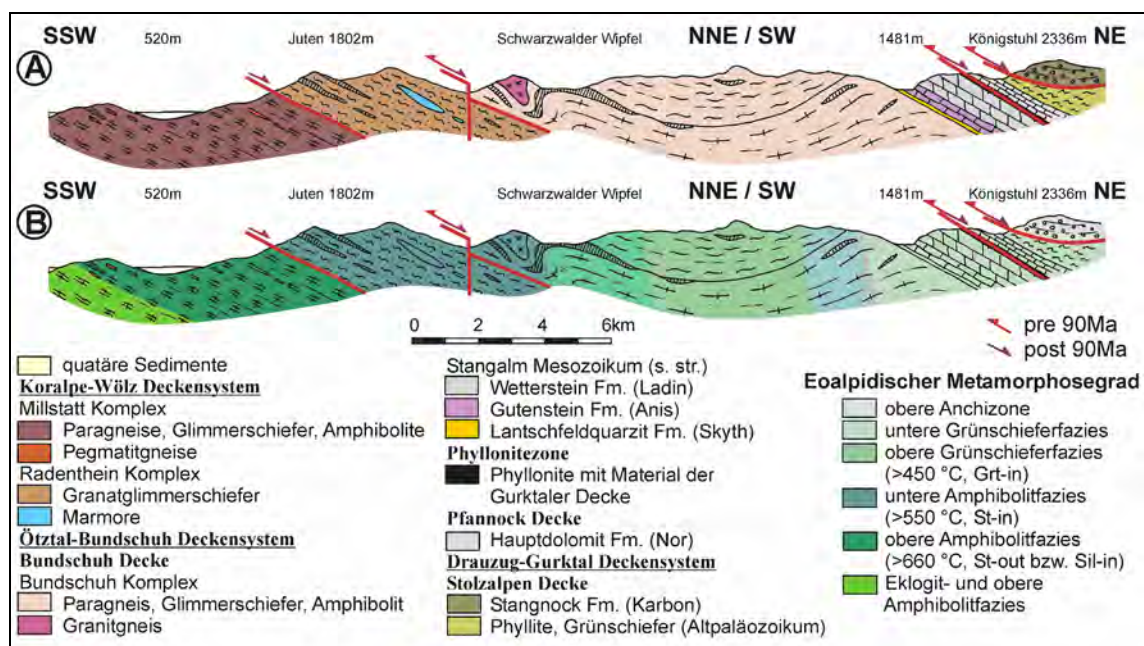 SSW 520m Juten 1802m Schwarzwalder Wipfel NNE / SW 1481m Königstuhl 2336m NE
A
SSW 520m Juten 1802m Schwarzwalder Wipfel NNE / SW 1481m Königstuhl 2336m NE
B
0 2 4 6km
pre 90Ma
post 90Ma
quatäre Sedimente
Koralpe-Wölz Deckensystem
Millstatt Komplex
Paragneise, Glimmerschiefer, Amphibolite
Pegmatitgneise
Radenthein Komplex
Granatglimmerschiefer
Marmore
Ötztal-Bundschuh Deckensystem
Bundschuh Decke
Bundschuh Komplex
Paragneis, Glimmerschiefer, Amphibolit
Granitgneis
Stangalm Mesozoikum (s. str.)
Wetterstein Fm. (Ladin)
Gutenstein Fm. (Anis)
Lantschfeldquarzit Fm. (Skyth)
Phyllonitezone
Phyllonite mit Material der
Gurktaler Decke
Pfannock Decke
Hauptdolomit Fm. (Nor)
Drauzug-Gurktal Deckensystem
Stolzalpen Decke
Stangnock Fm. (Karbon)
Phyllite, Grünschiefer (Altpaläozoikum)
Eoalpidischer Metamorphosegrad
obere Anchizone
untere Grünschieferfazies
obere Grünschieferfazies
(>450 °C, Grt-in)
untere Amphibolitfazies
(>550 °C, St-in)
obere Amphibolitfazies
(>660 °C, St-out bzw. Sil-in)
Eklogit- und obere
Amphibolitfazies